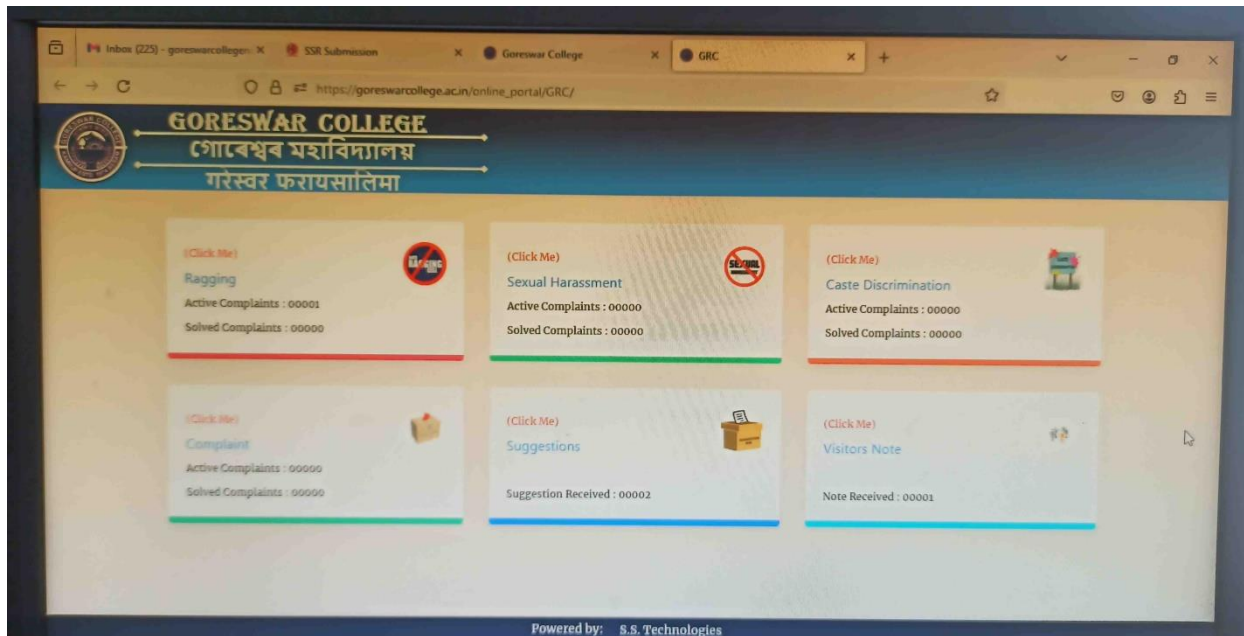 Inbox (225) - goreswarcollegen
SSR Submission
Goreswar College
GRC
https://goreswarcollege.ac.in/online_portal/GRC/
GORESWAR COLLEGE
গোৰেশ্বৰ মহাবিদ্যালয়
गरेस्वर फरायसालिमा
(Click Me)
Ragging
Active Complaints : 00001
Solved Complaints : 00000
(Click Me)
Sexual Harassment
Active Complaints : 00000
Solved Complaints : 00000
SEXUAL
(Click Me)
Caste Discrimination
Active Complaints : 00000
Solved Complaints : 00000
(Click Me)
Complaint
Active Complaints : 00000
Solved Complaints : 00000
(Click Me)
Suggestions
Suggestion Received : 00002
(Click Me)
Visitors Note
Note Received : 00001
Powered by: S.S. Technologies